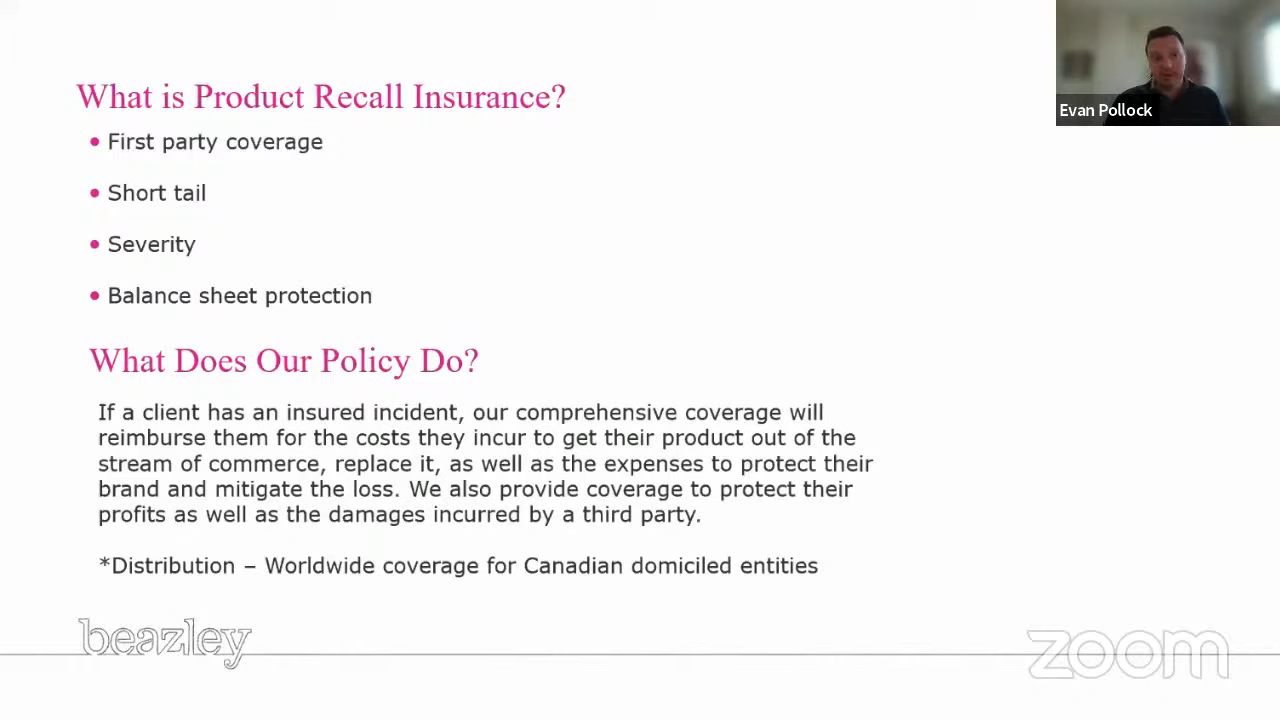 What is Product Recall Insurance?
• First party coverage
• Short tail
• Severity
• Balance sheet protection
What Does Our Policy Do?
If a client has an insured incident, our comprehensive coverage will
reimburse them for the costs they incur to get their product out of the
stream of commerce, replace it, as well as the expenses to protect their
brand and mitigate the loss. We also provide coverage to protect their
profits as well as the damages incurred by a third party.
*Distribution – Worldwide coverage for Canadian domiciled entities
beazley
zoom
Evan Pollock